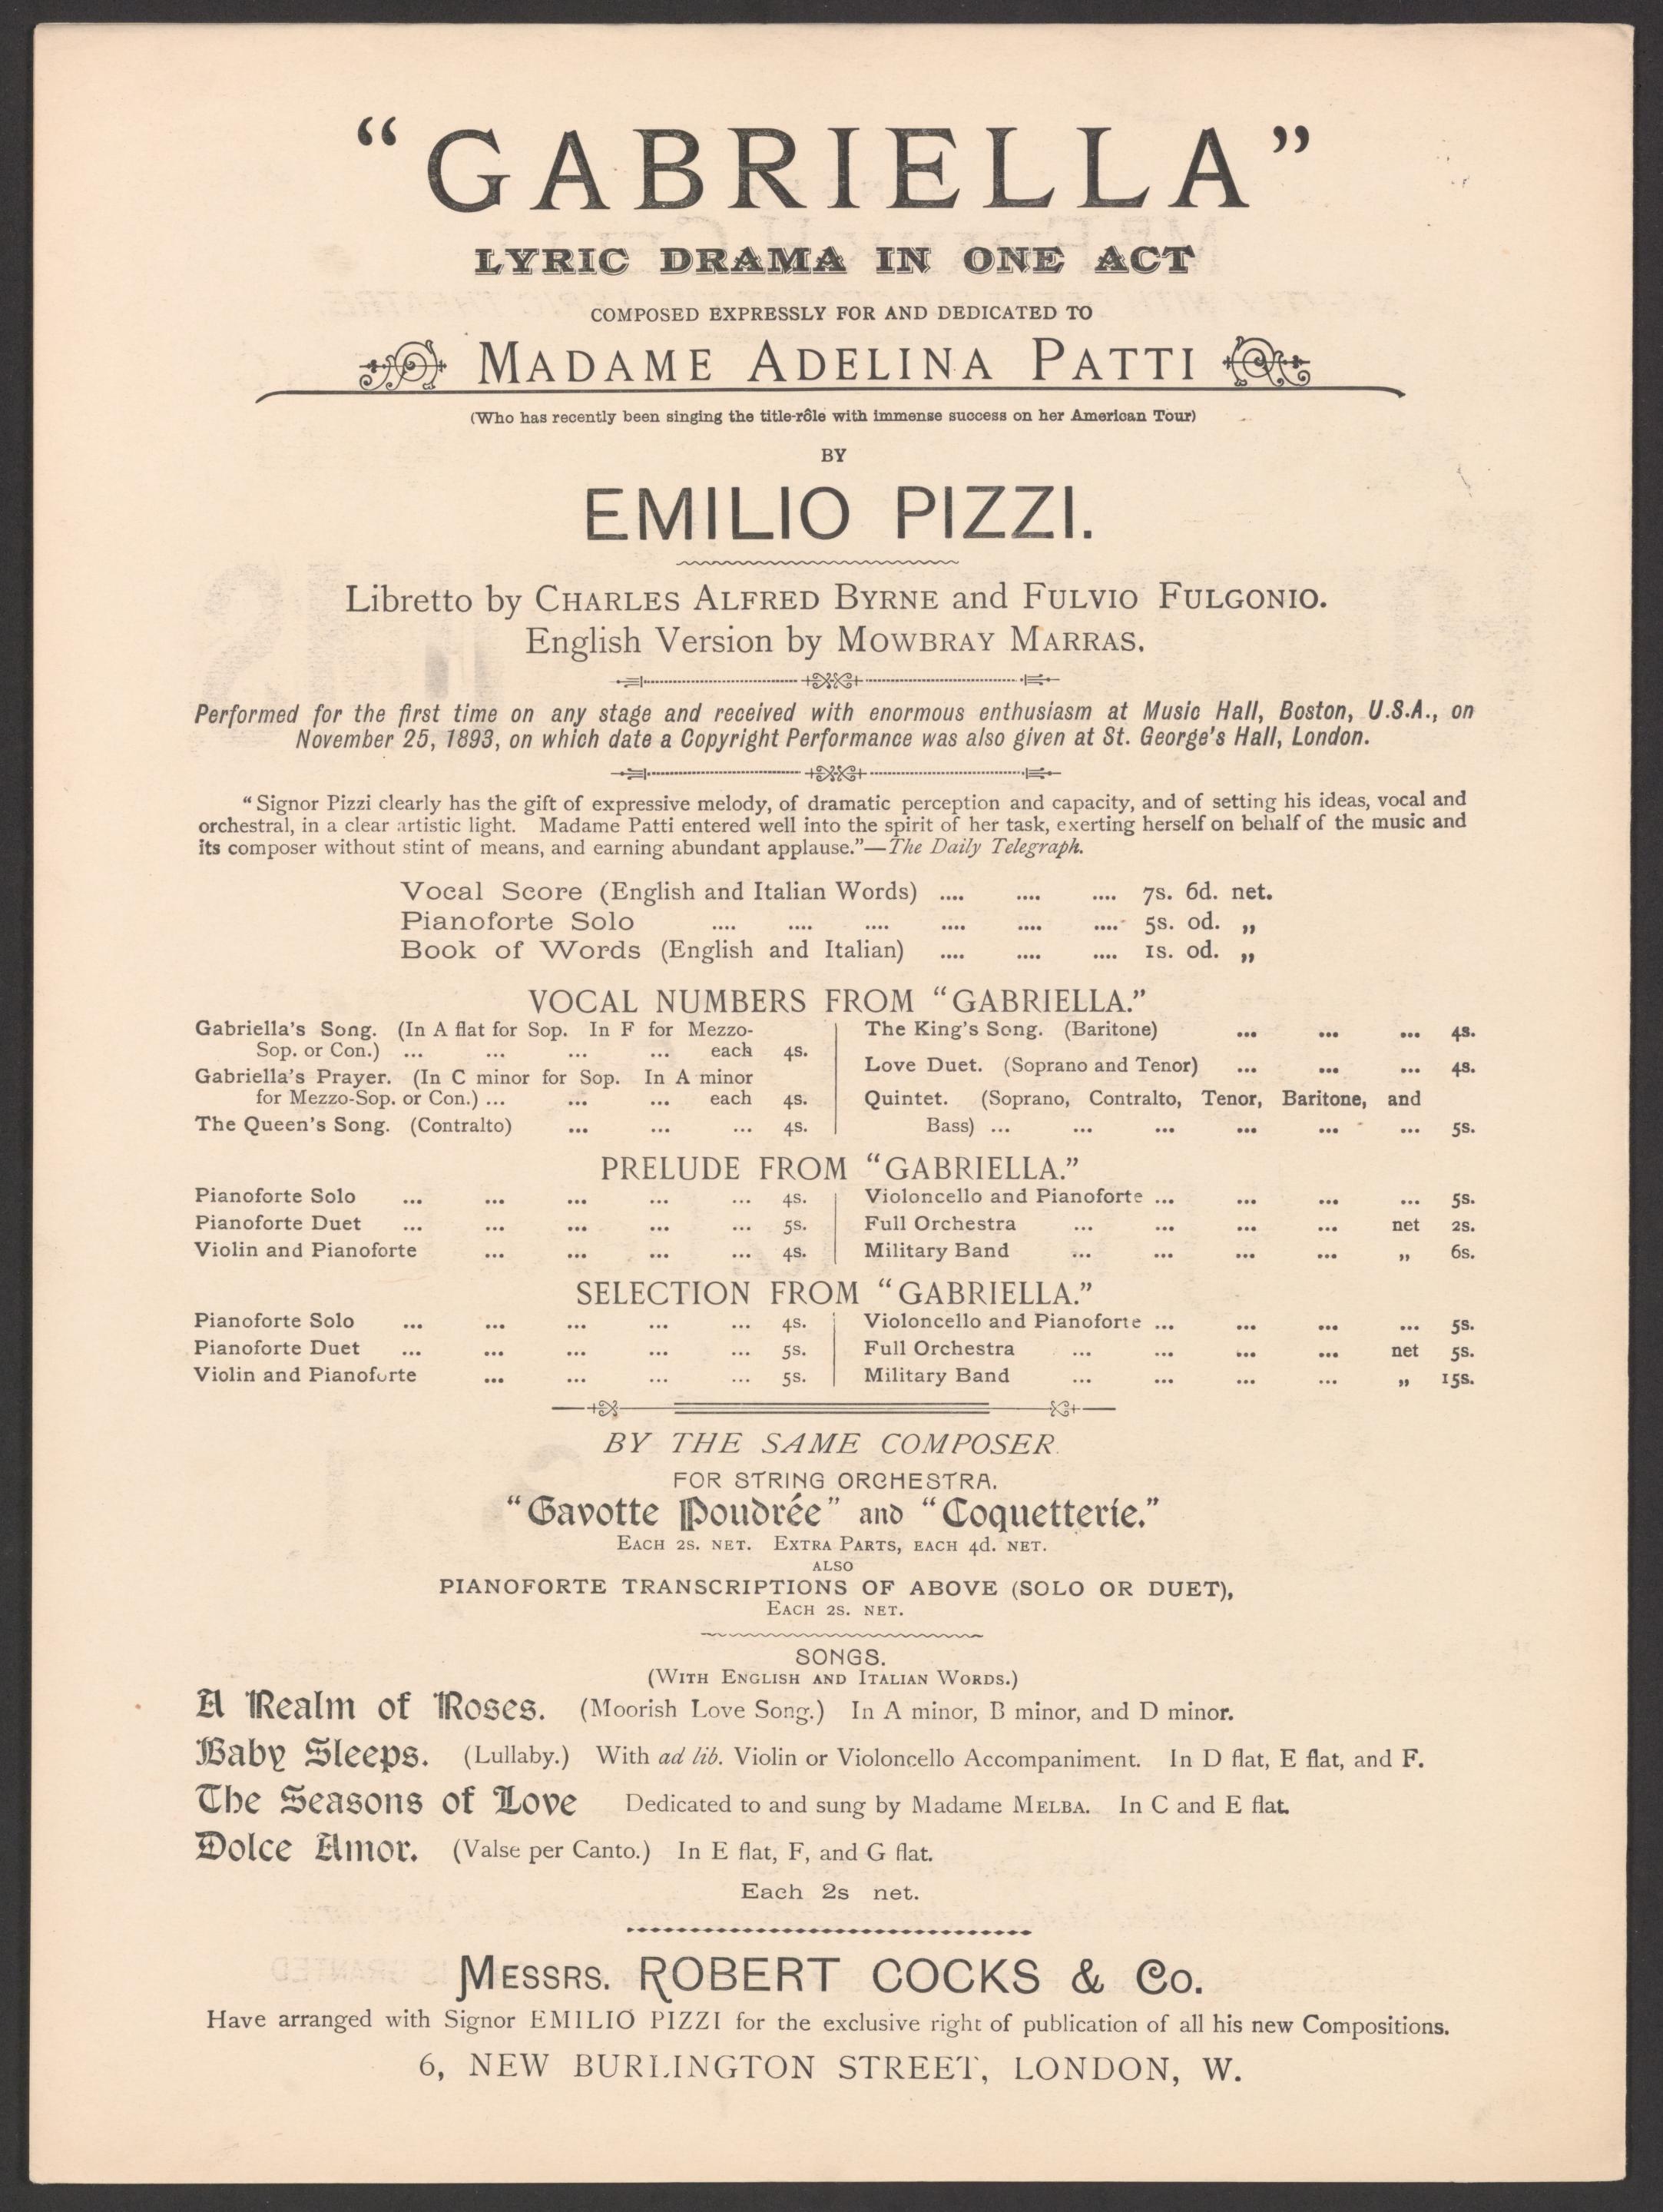 “GABRIELLA”
LYRIC DRAMA IN ONE ACT
COMPOSED EXPRESSLY FOR AND DEDICATED TO
MADAME ADELINA PATTI
(Who has recently been singing the title-rôle with immense success on her American Tour)
BY
EMILIO PIZZI.
Libretto by CHARLES ALFRED BYRNE and FULVIO FULGONIO.
English Version by MOWBRAY MARRAS.
Performed for the first time on any stage and received with enormous enthusiasm at Music Hall, Boston, U.S.A., on
November 25, 1893, on which date a Copyright Performance was also given at St. George's Hall, London.
“Signor Pizzi clearly has the gift of expressive melody, of dramatic perception and capacity, and of setting his ideas, vocal and
orchestral, in a clear artistic light. Madame Patti entered well into the spirit of her task, exerting herself on behalf of the music and
its composer without stint of means, and earning abundant applause.”—The Daily Telegraph.
Vocal Score (English and Italian Words) .... .... .... 7s. 6d. net.
Pianoforte Solo .... .... .... .... .... .... 5s. 0d. „
Book of Words (English and Italian) .... .... .... 1s. 0d. „
VOCAL NUMBERS FROM “GABRIELLA.”
Gabriella's Song. (In A flat for Sop. In F for Mezzo-
Sop. or Con.) ... ... ... ... each 4s.
Gabriella's Prayer. (In C minor for Sop. In A minor
for Mezzo-Sop. or Con.) ... ... ... each 4s.
The Queen's Song. (Contralto) ... ... ... 4s.
The King's Song. (Baritone) ... ... ... 4s.
Love Duet. (Soprano and Tenor) ... ... ... 4s.
Quintet. (Soprano, Contralto, Tenor, Baritone, and
Bass) ... ... ... ... ... ... 5s.
PRELUDE FROM “GABRIELLA.”
Pianoforte Solo ... ... ... ... ... 4s.
Pianoforte Duet ... ... ... ... ... 5s.
Violin and Pianoforte ... ... ... ... 4s.
Violoncello and Pianoforte ... ... ... ... 5s.
Full Orchestra ... ... ... ... net 2s.
Military Band ... ... ... ... „ 6s.
SELECTION FROM “GABRIELLA.”
Pianoforte Solo ... ... ... ... ... 4s.
Pianoforte Duet ... ... ... ... ... 5s.
Violin and Pianoforte ... ... ... ... 5s.
Violoncello and Pianoforte ... ... ... ... 5s.
Full Orchestra ... ... ... ... net 5s.
Military Band ... ... ... ... „ 15s.
BY THE SAME COMPOSER.
FOR STRING ORCHESTRA.
“Gavotte Poudrée” and “Coquetterie.”
EACH 2s. NET. EXTRA PARTS, EACH 4d. NET.
ALSO
PIANOFORTE TRANSCRIPTIONS OF ABOVE (SOLO OR DUET),
EACH 2s. NET.
SONGS.
(WITH ENGLISH AND ITALIAN WORDS.)
A Realm of Roses. (Moorish Love Song.) In A minor, B minor, and D minor.
Baby Sleeps. (Lullaby.) With ad lib. Violin or Violoncello Accompaniment. In D flat, E flat, and F.
The Seasons of Love Dedicated to and sung by Madame MELBA. In C and E flat.
Dolce Amor. (Valse per Canto.) In E flat, F, and G flat.
Each 2s net.
MESSRS. ROBERT COCKS & Co.
Have arranged with Signor EMILIO PIZZI for the exclusive right of publication of all his new Compositions.
6, NEW BURLINGTON STREET, LONDON, W.